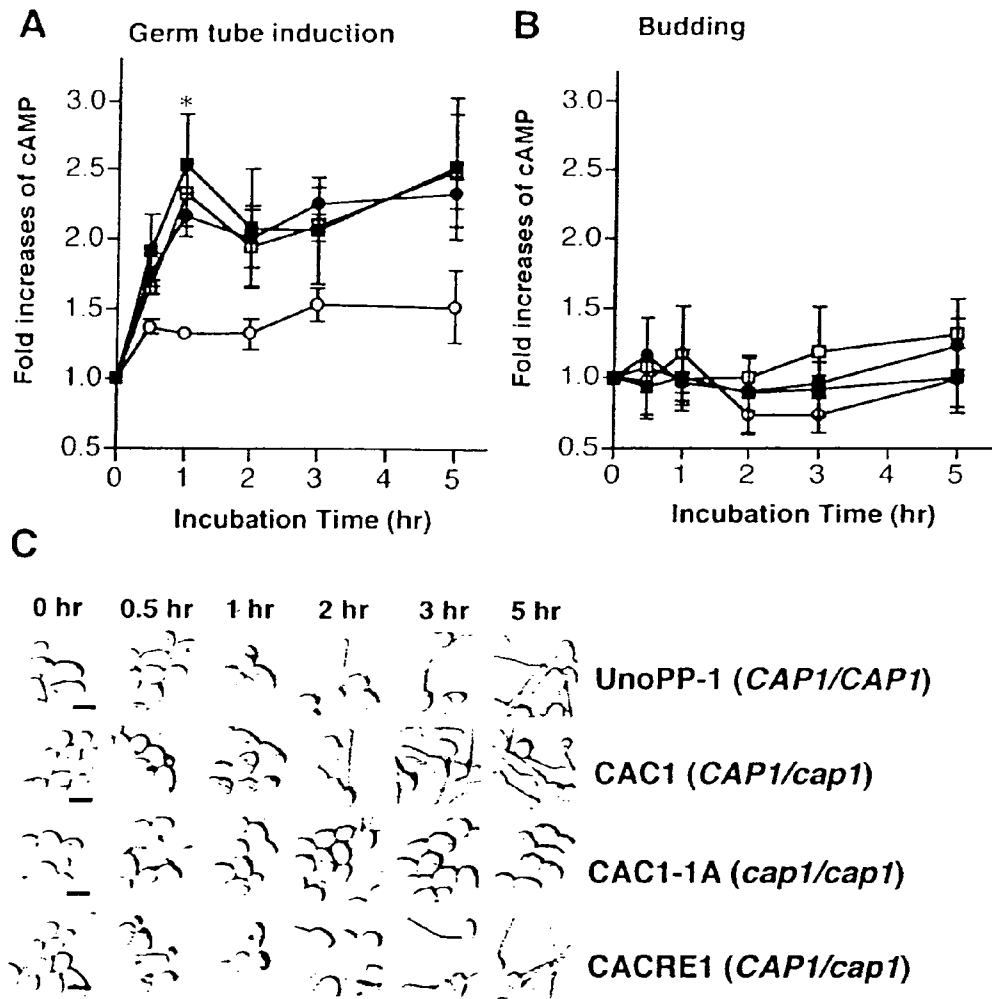 A Germ tube induction
Fold increases of cAMP
3.0
2.5
2.0
1.5
1.0
0.5
*
0 1 2 3 4 5
Incubation Time (hr)
B Budding
Fold increases of cAMP
3.0
2.5
2.0
1.5
1.0
0.5
0 1 2 3 4 5
Incubation Time (hr)
C
0 hr 0.5 hr 1 hr 2 hr 3 hr 5 hr
UnoPP-1 (CAP1/CAP1)
CAC1 (CAP1/cap1)
CAC1-1A (cap1/cap1)
CACRE1 (CAP1/cap1)